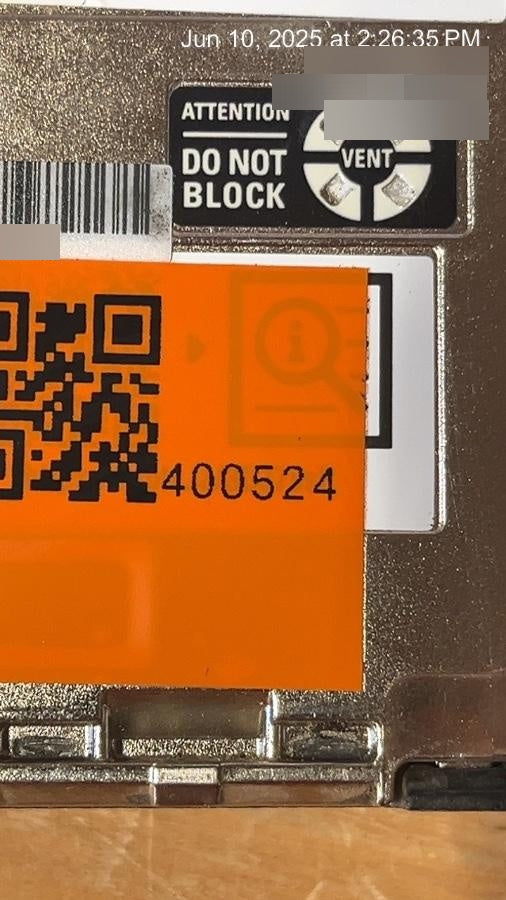 Jun 10, 2025 at 2:26:35 PM
ATTENTION
DO NOT
BLOCK
VENT
i
400524